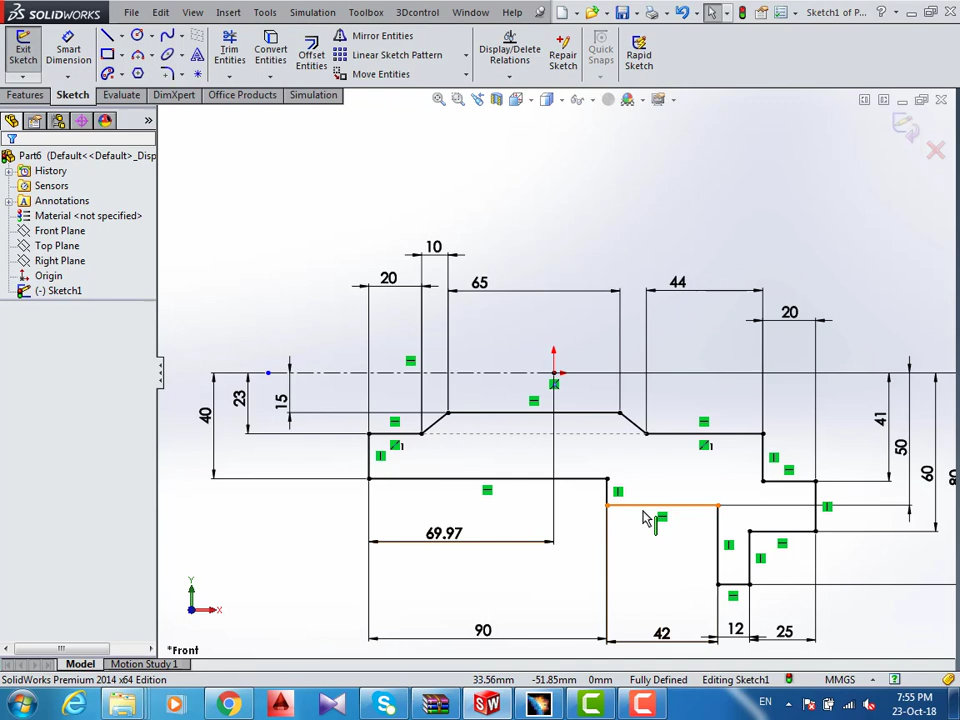 SOLIDWORKS File Edit View Insert Tools Simulation Toolbox 3DControl Window Help Sketch1 of P... ?
Exit Sketch
Smart Dimension
Trim Entities
Convert Entities
Offset Entities
Mirror Entities
Linear Sketch Pattern
Move Entities
Display/Delete Relations
Repair Sketch
Quick Snaps
Rapid Sketch
Features Sketch Evaluate DimXpert Office Products Simulation
Part6 (Default<<Default>_Disp
History
Sensors
A Annotations
Material <not specified>
Front Plane
Top Plane
Right Plane
Origin
(-) Sketch1
10
20 65 44
20
40 23 15 41 50 60
1 1
69.97
90 42 12 25
Y
X
*Front
Model Motion Study 1
SolidWorks Premium 2014 x64 Edition 33.56mm -51.85mm 0mm Fully Defined Editing Sketch1 MMGS ?
EN 7:55 PM
23-Oct-18